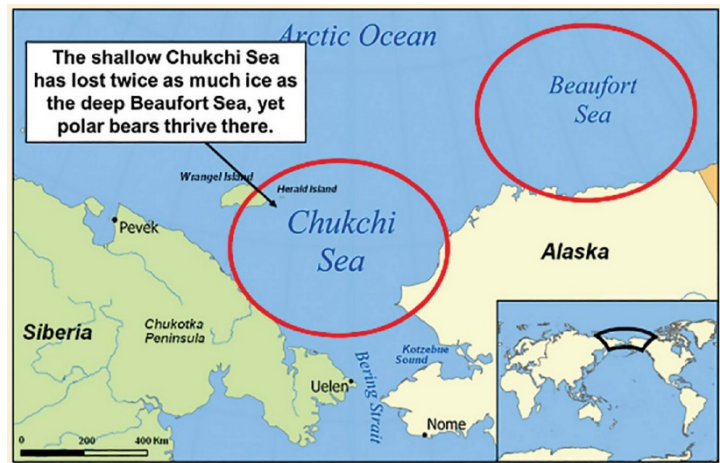 Arctic Ocean
The shallow Chukchi Sea
has lost twice as much ice as
the deep Beaufort Sea, yet
polar bears thrive there.
Beaufort
Sea
Wrangel Island
Herald Island
Chukchi
Sea
Pevek
Alaska
Siberia
Chukotka
Peninsula
Kotzebue
Sound
Bering Strait
Uelen
Nome
0 200 400 Km